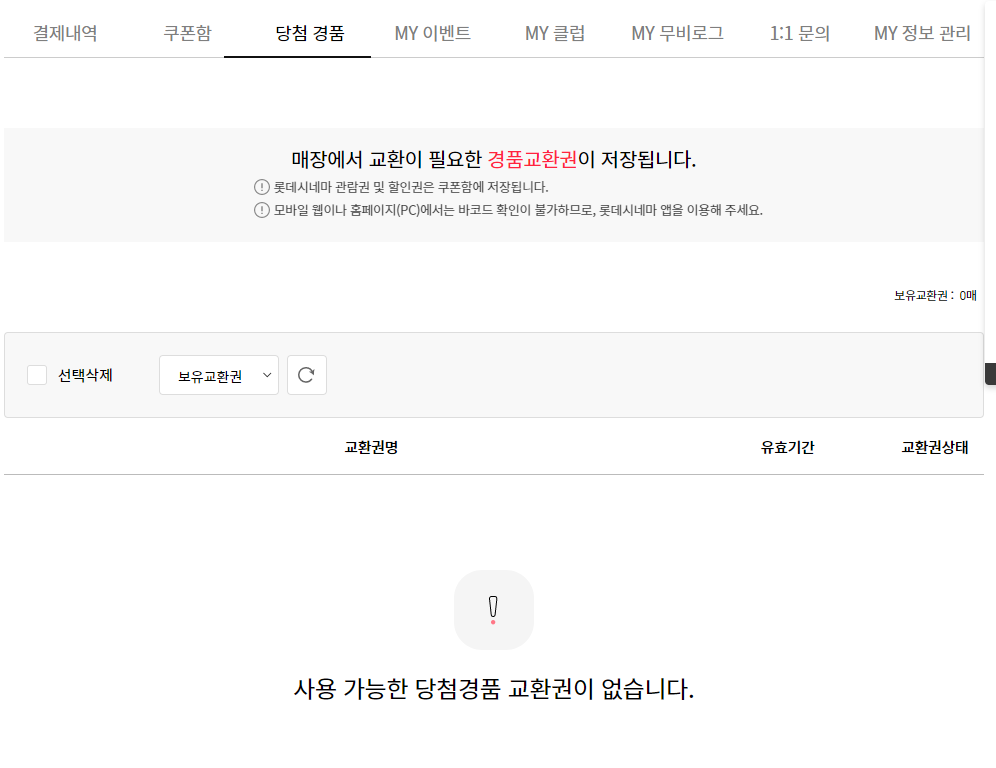 결제내역 쿠폰함 당첨 경품 MY 이벤트 MY 클럽 MY 무비로그 1:1 문의 MY 정보 관리
매장에서 교환이 필요한 경품교환권이 저장됩니다.
롯데시네마 관람권 및 할인권은 쿠폰함에 저장됩니다.
모바일 웹이나 홈페이지(PC)에서는 바코드 확인이 불가하므로, 롯데시네마 앱을 이용해 주세요.
보유교환권 : 0매
선택삭제 보유교환권
교환권명 유효기간 교환권상태
사용 가능한 당첨경품 교환권이 없습니다.